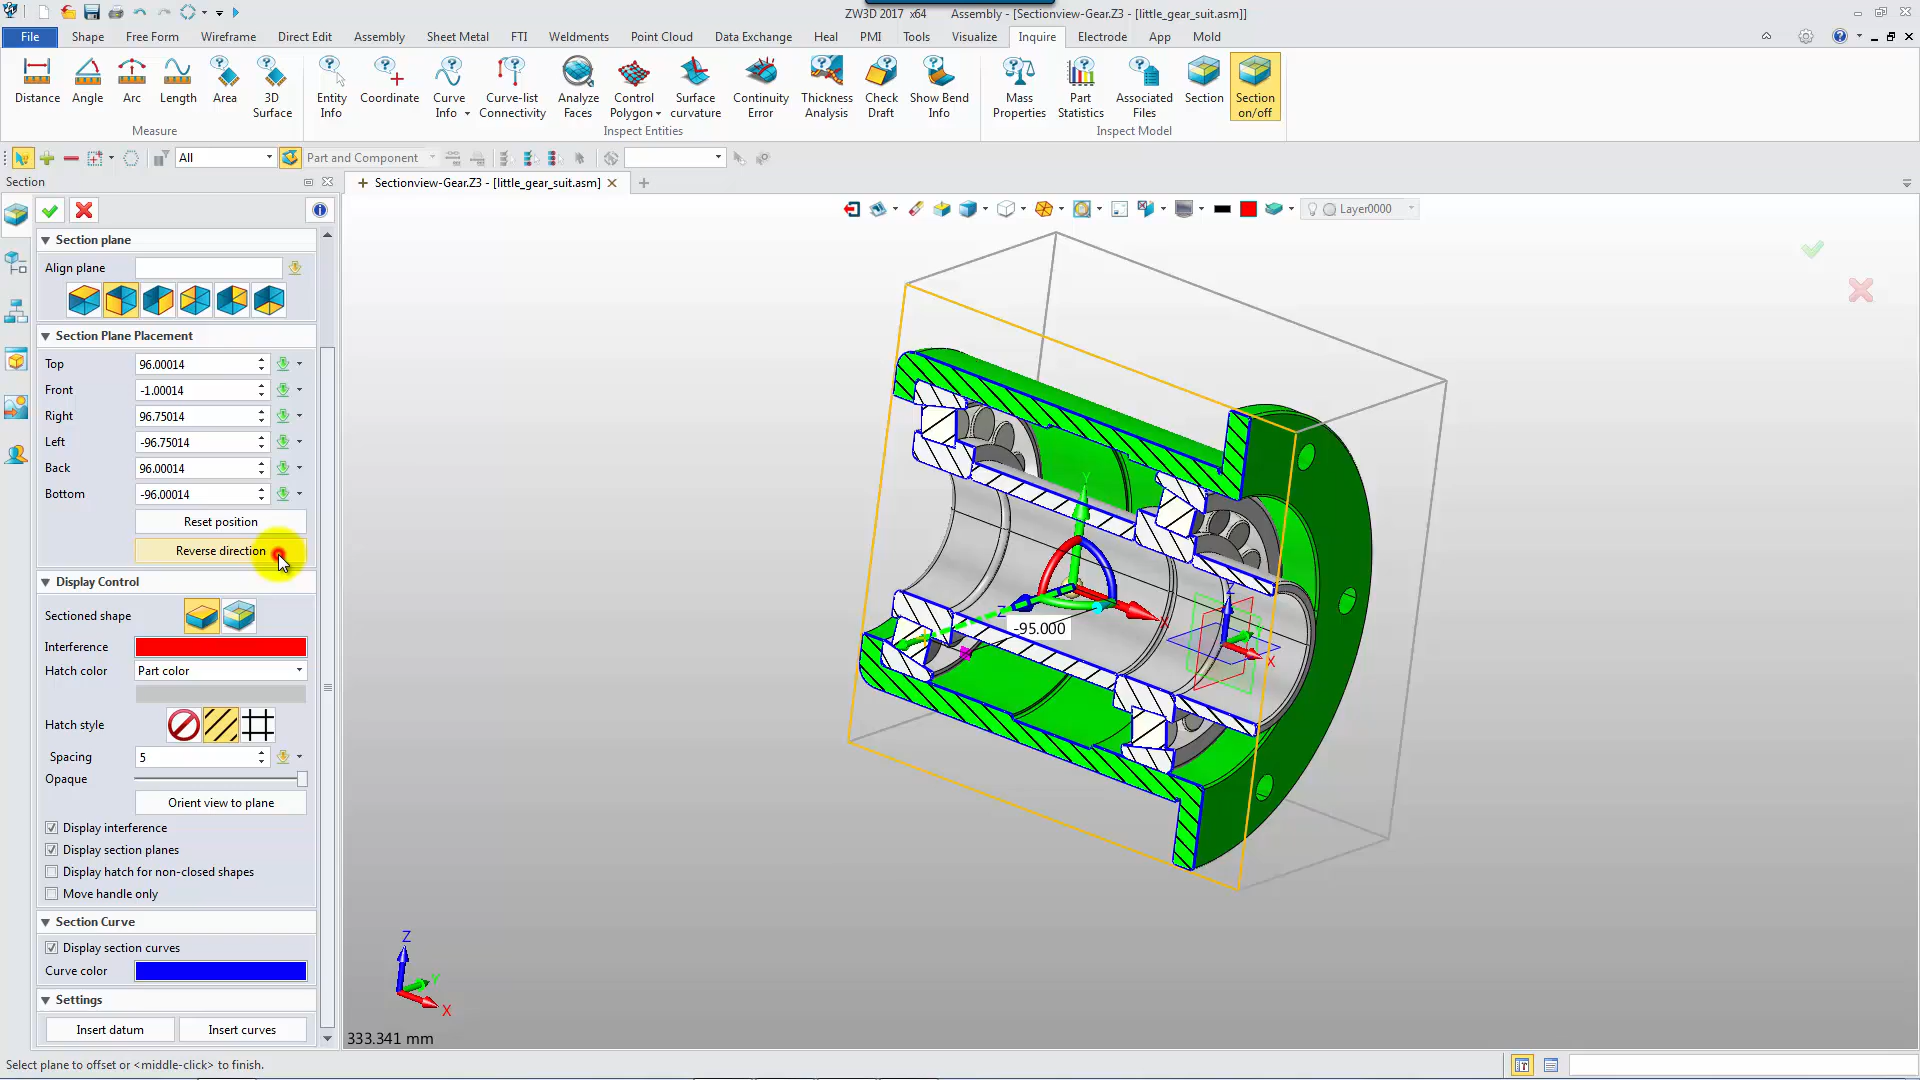 ZW3D 2017 x64 Assembly - [Sectionview-Gear.Z3 - [little_gear_suit.asm]]
File Shape Free Form Wireframe Direct Edit Assembly Sheet Metal FTI Weldments Point Cloud Data Exchange Heal PMI Tools Visualize Inquire Electrode App Mold
Distance Angle Arc Length Area 3D Surface Entity Info Coordinate Curve Info Curve-list Connectivity Analyze Faces Control Polygon Surface curvature Continuity Error Thickness Analysis Check Draft Show Bend Info Mass Properties Part Statistics Associated Files Section Section on/off
Measure Inspect Entities Inspect Model
All Part and Component
Section
Sectionview-Gear.Z3 - [little_gear_suit.asm]
Layer0000
Section plane
Align plane
Section Plane Placement
Top 96.00014
Front -1.00014
Right 96.75014
Left -96.75014
Back 96.00014
Bottom -96.00014
Reset position
Reverse direction
Display Control
Sectioned shape
Interference
Hatch color Part color
Hatch style
Spacing 5
Opaque
Orient view to plane
Display interference
Display section planes
Display hatch for non-closed shapes
Move handle only
Section Curve
Display section curves
Curve color
Settings
Insert datum Insert curves
Y
Z
X
-95.000
Z
X
Z
Y
X
333.341 mm
Select plane to offset or <middle-click> to finish.